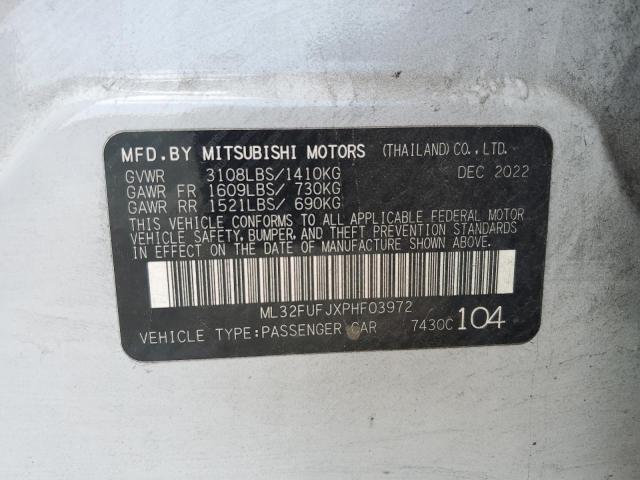 MFD.BY MITSUBISHI MOTORS (THAILAND) CO., LTD.
GVWR 3108LBS/1410KG DEC 2022
GAWR FR 1609LBS/ 730KG
GAWR RR 1521LBS/ 690KG
THIS VEHICLE CONFORMS TO ALL APPLICABLE FEDERAL MOTOR
VEHICLE SAFETY, BUMPER, AND THEFT PREVENTION STANDARDS
IN EFFECT ON THE DATE OF MANUFACTURE SHOWN ABOVE.
ML32FUFJXPHF03972
VEHICLE TYPE:PASSENGER CAR 7430C 104